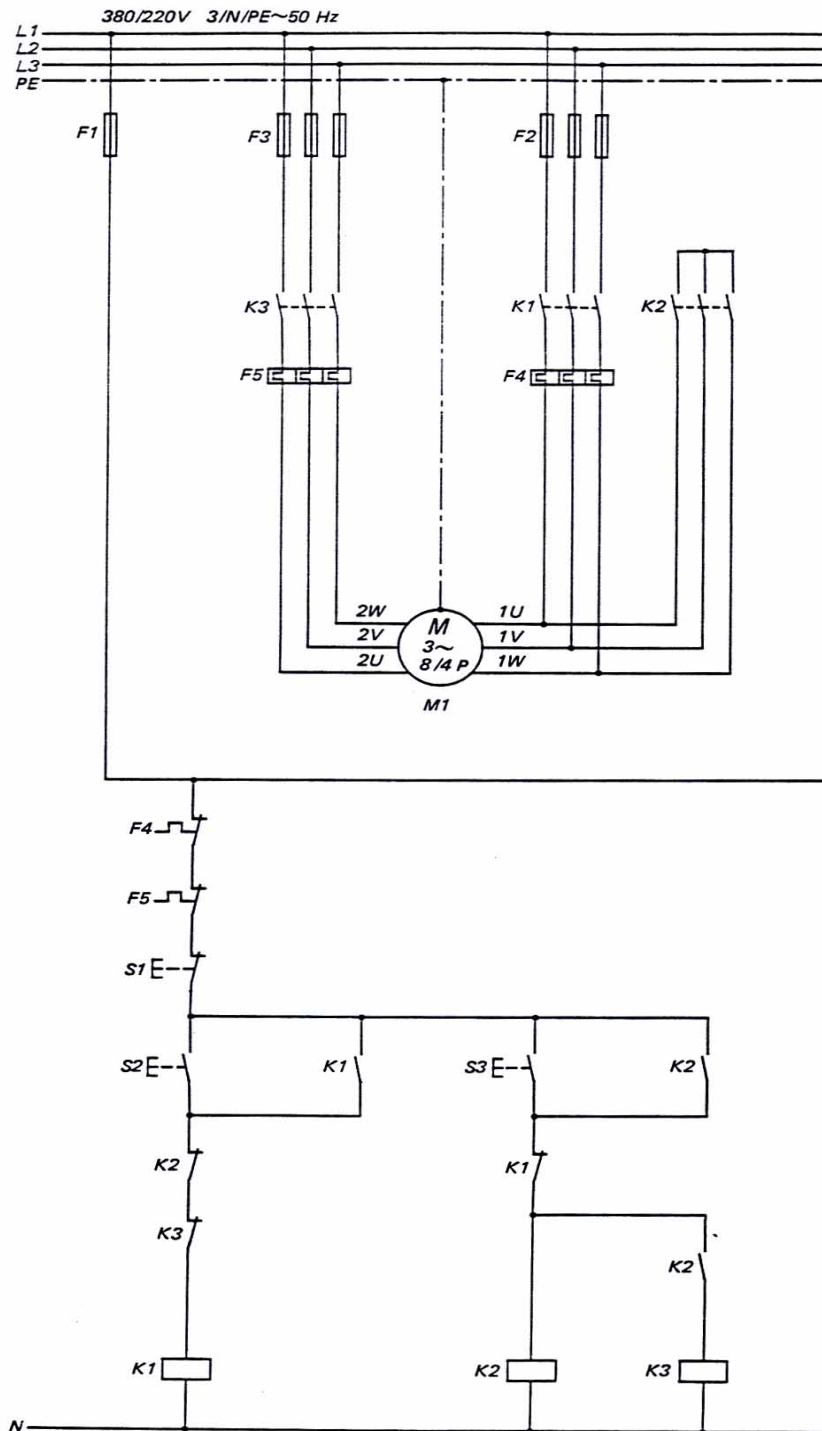 380/220V 3/N/PE~50 Hz
L1
L2
L3
PE
F1
F3
F2
K3
K1
K2
F5
F4
2W
2V
2U
M
3~
8/4 P
1U
1V
1W
M1
F4
F5
S1
S2
K1
S3
K2
K2
K1
K3
K2
K1
K2
K3
N